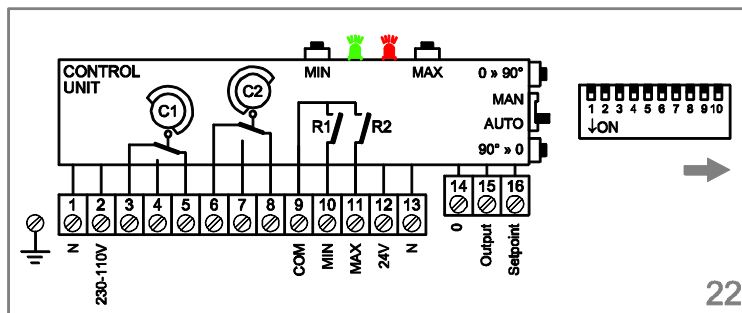 MIN MAX
CONTROL
UNIT
C1
C2
R1
R2
0 » 90°
MAN
AUTO
90° » 0
1 2 3 4 5 6 7 8 9 10
↓ON
1 2 3 4 5 6 7 8 9 10 11 12 13
14 15 16
N
230-110V
COM
MIN
MAX
24V
N
0
Output
Setpoint
22